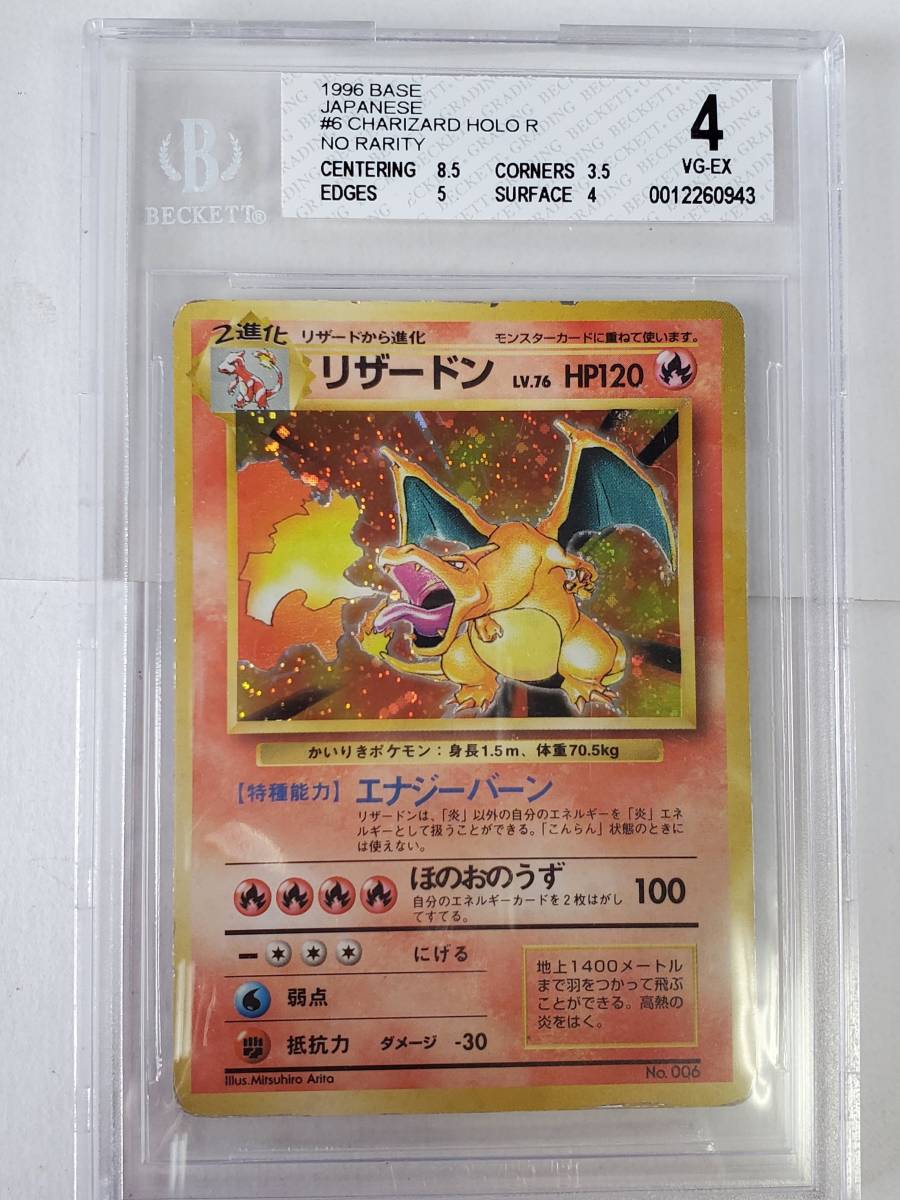 1996 BASE
JAPANESE
#6 CHARIZARD HOLO R
NO RARITY
CENTERING 8.5 CORNERS 3.5
EDGES 5 SURFACE 4
4
VG-EX
0012260943
B
BECKETT®
2進化 リザードから進化 モンスターカードに重ねて使います。
リザードン LV.76 HP120
かいりきポケモン：身長1.5m、体重70.5kg
【特種能力】エナジーバーン
リザードンは、「炎」以外の自分のエネルギーを「炎」エネ
ルギーとして扱うことができる。「こんらん」状態のときに
は使えない。
ほのおのうず 100
自分のエネルギーカードを2枚はがし
てすてる。
ー にげる
弱点
抵抗力 ダメージ -30
地上1400メートル
まで羽をつかって飛ぶ
ことができる。高熱の
炎をはく。
Illus.Mitsuhiro Arita No. 006